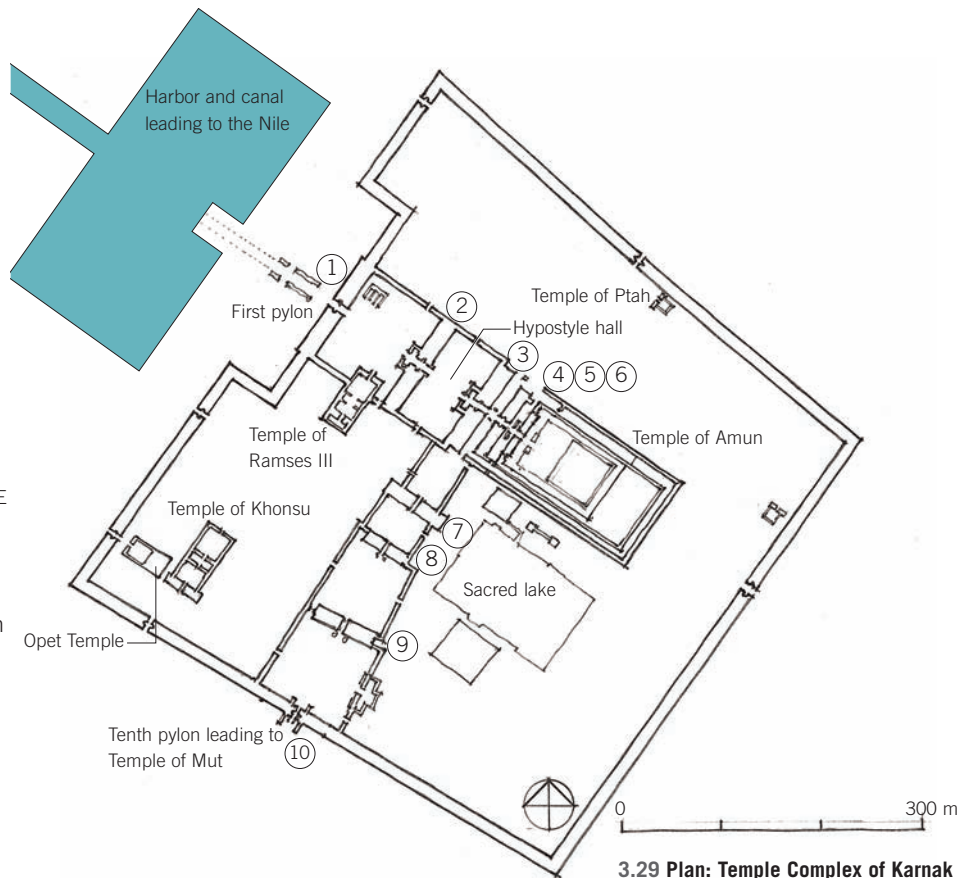 Harbor and canal
leading to the Nile
1
First pylon
2
Temple of Ptah
Hypostyle hall
3
4 5 6
Temple of Amun
Temple of
Ramses III
E
Temple of Khonsu
7
8
Sacred lake
n
Opet Temple
9
Tenth pylon leading to
Temple of Mut
10
0 300 m
3.29 Plan: Temple Complex of Karnak